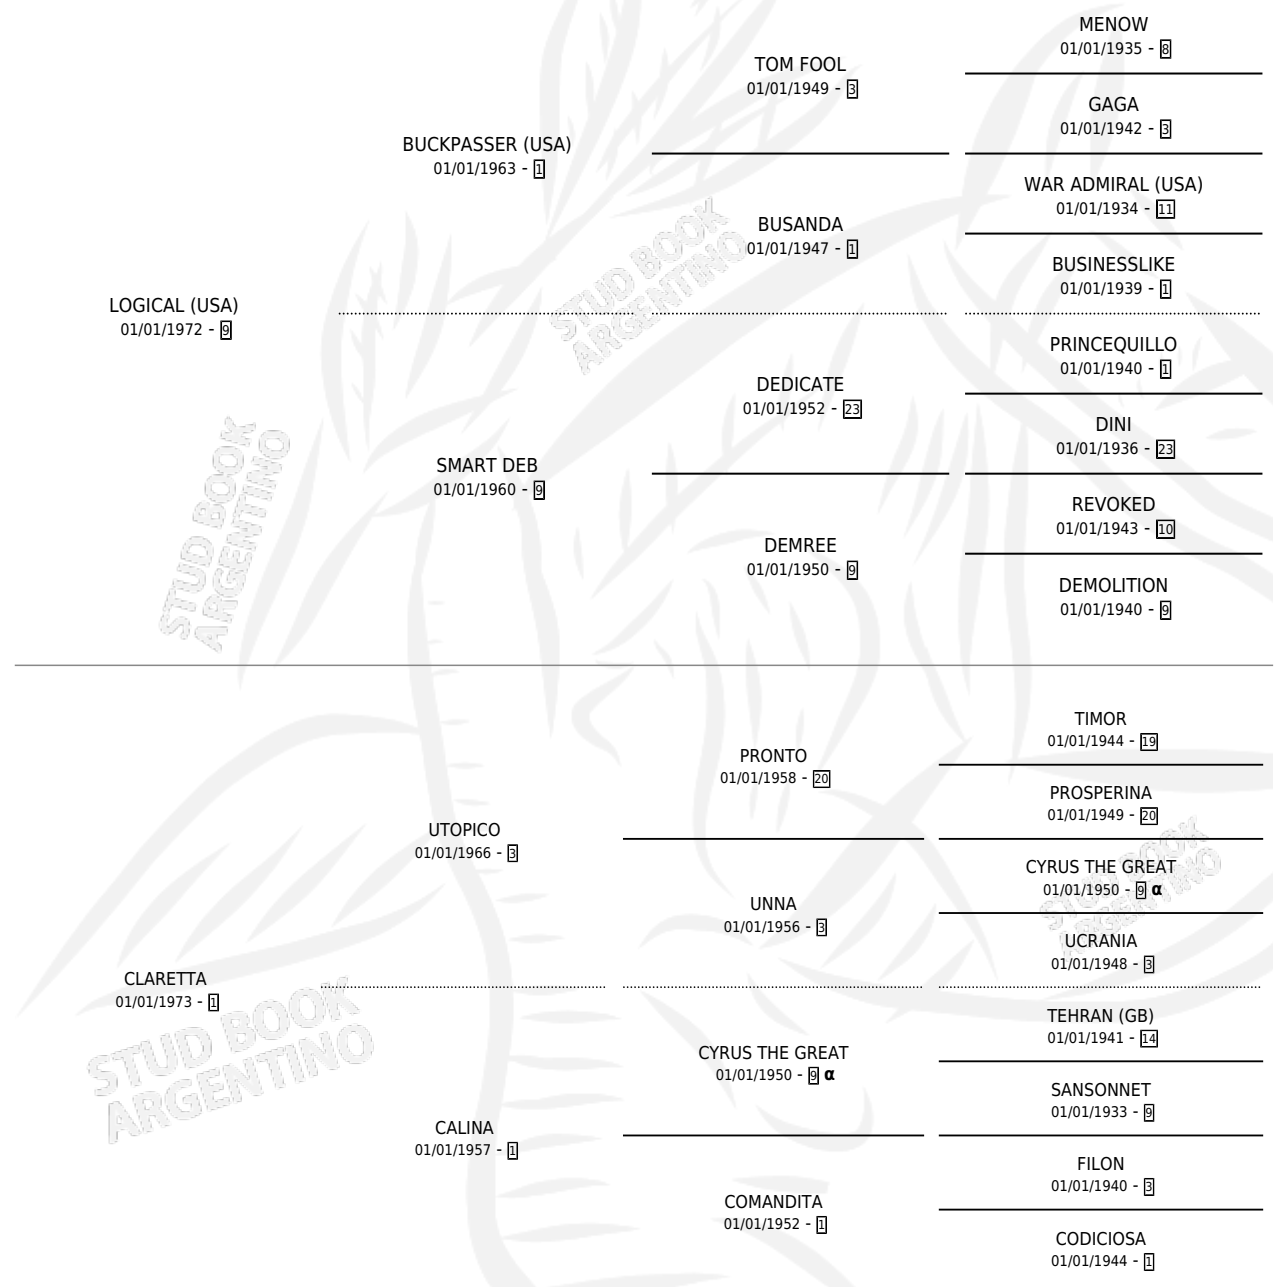 MENOW
01/01/1935 - 8
TOM FOOL
01/01/1949 - 3
GAGA
01/01/1942 - 3
BUCKPASSER (USA)
01/01/1963 - 1
WAR ADMIRAL (USA)
01/01/1934 - 11
BUSANDA
01/01/1947 - 1
BUSINESSLIKE
01/01/1939 - 1
LOGICAL (USA)
01/01/1972 - 9
PRINCEQUILLO
01/01/1940 - 1
DEDICATE
01/01/1952 - 23
DINI
01/01/1936 - 23
SMART DEB
01/01/1960 - 9
REVOKED
01/01/1943 - 10
DEMREE
01/01/1950 - 9
DEMOLITION
01/01/1940 - 9
STUD BOOK
ARGENTINO
STUD BOOK
ARGENTINO
TIMOR
01/01/1944 - 19
PRONTO
01/01/1958 - 20
PROSPERINA
01/01/1949 - 20
UTOPICO
01/01/1966 - 3
CYRUS THE GREAT
01/01/1950 - 9 α
UNNA
01/01/1956 - 3
UCRANIA
01/01/1948 - 3
CLARETTA
01/01/1973 - 1
TEHRAN (GB)
01/01/1941 - 14
CYRUS THE GREAT
01/01/1950 - 9 α
SANSONNET
01/01/1933 - 9
CALINA
01/01/1957 - 1
FILON
01/01/1940 - 3
COMANDITA
01/01/1952 - 1
CODICIOSA
01/01/1944 - 1
STUD BOOK
ARGENTINO
STUD BOOK
ARGENTINO